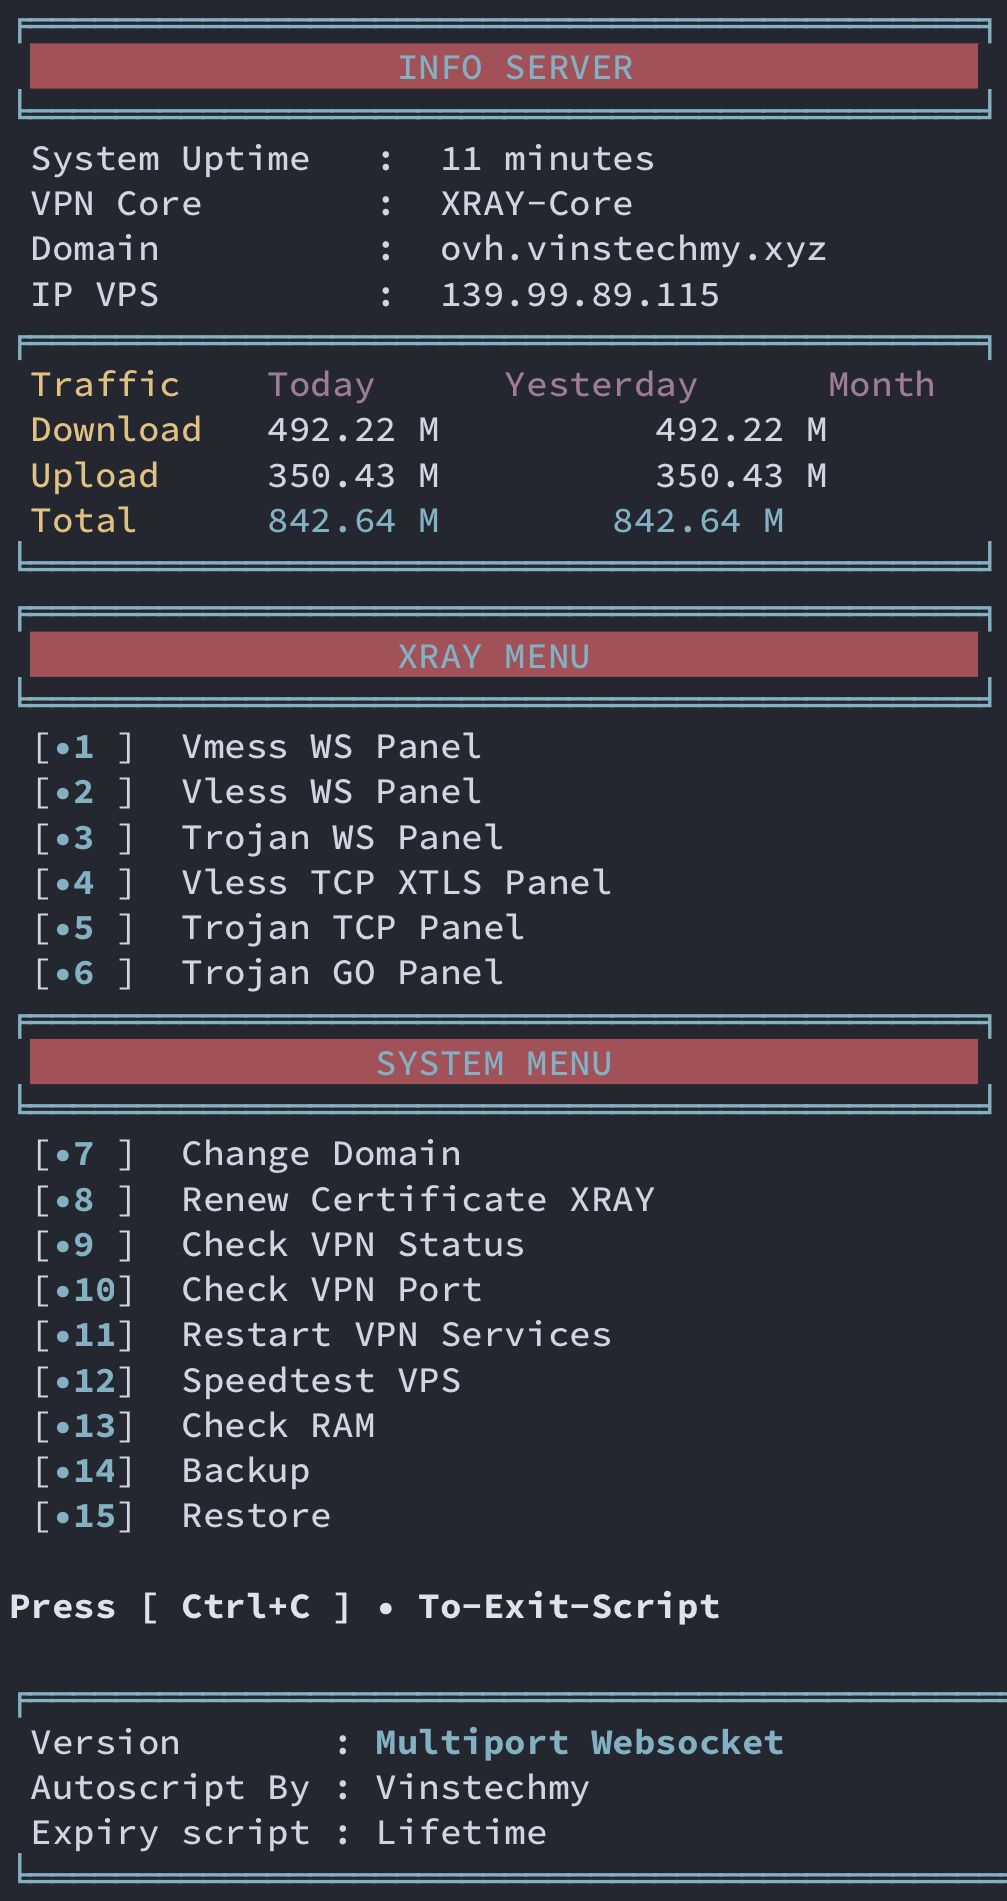 INFO SERVER
System Uptime : 11 minutes
VPN Core : XRAY-Core
Domain : ovh.vinstechmy.xyz
IP VPS : 139.99.89.115
Traffic Today Yesterday Month
Download 492.22 M 492.22 M
Upload 350.43 M 350.43 M
Total 842.64 M 842.64 M
XRAY MENU
[•1 ] Vmess WS Panel
[•2 ] Vless WS Panel
[•3 ] Trojan WS Panel
[•4 ] Vless TCP XTLS Panel
[•5 ] Trojan TCP Panel
[•6 ] Trojan GO Panel
SYSTEM MENU
[•7 ] Change Domain
[•8 ] Renew Certificate XRAY
[•9 ] Check VPN Status
[•10] Check VPN Port
[•11] Restart VPN Services
[•12] Speedtest VPS
[•13] Check RAM
[•14] Backup
[•15] Restore
Press [ Ctrl+C ] • To-Exit-Script
Version : Multiport Websocket
Autoscript By : Vinstechmy
Expiry script : Lifetime